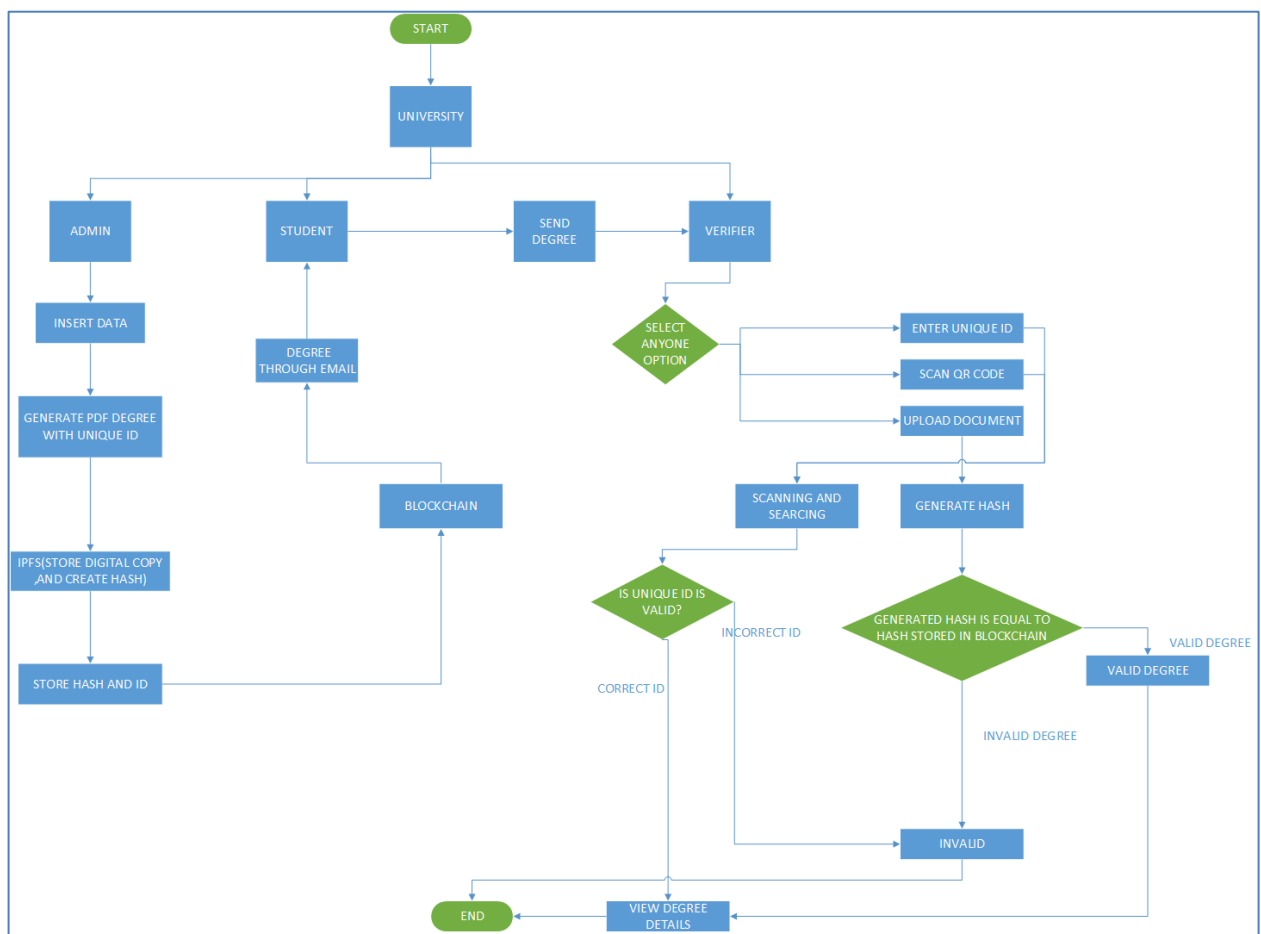 START
UNIVERSITY
ADMIN
STUDENT
SEND
DEGREE
VERIFIER
INSERT DATA
SELECT
ANYONE
OPTION
ENTER UNIQUE ID
DEGREE
THROUGH EMAIL
SCAN QR CODE
GENERATE PDF DEGREE
WITH UNIQUE ID
UPLOAD DOCUMENT
BLOCKCHAIN
SCANNING AND
SEARCING
GENERATE HASH
IPFS(STORE DIGITAL COPY
,AND CREATE HASH)
IS UNIQUE ID IS
VALID?
INCORRECT ID
GENERATED HASH IS EQUAL TO
HASH STORED IN BLOCKCHAIN
VALID DEGREE
VALID DEGREE
STORE HASH AND ID
CORRECT ID
INVALID DEGREE
INVALID
END
VIEW DEGREE
DETAILS